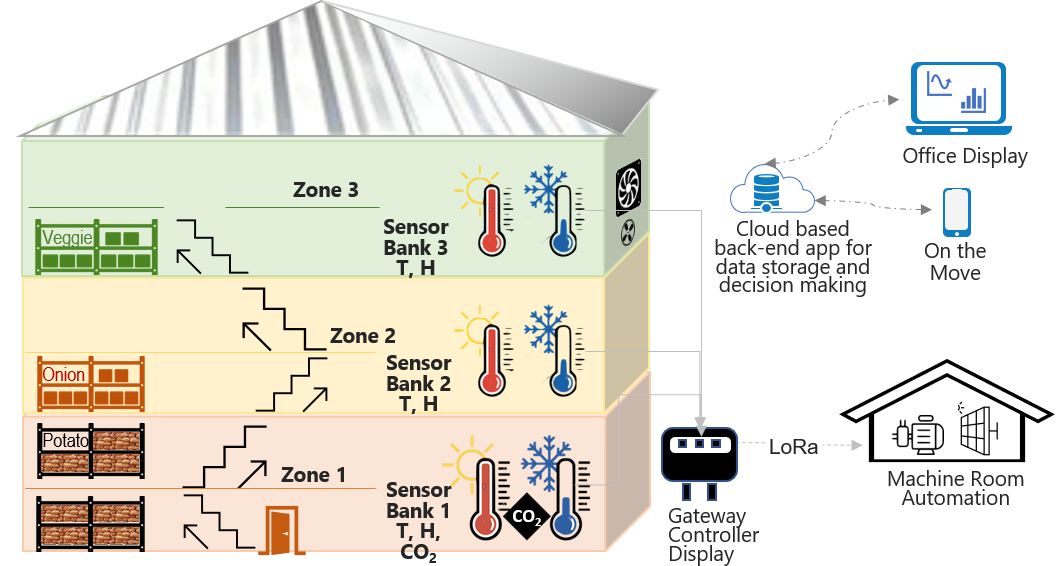 Zone 3
Veggie
Sensor
Bank 3
T, H
Zone 2
Onion
Sensor
Bank 2
T, H
Potato
Zone 1
Sensor
Bank 1
T, H,
CO₂
CO₂
Office Display
Cloud based
back-end app for
data storage and
decision making
On the
Move
LoRa
Gateway
Controller
Display
Machine Room
Automation